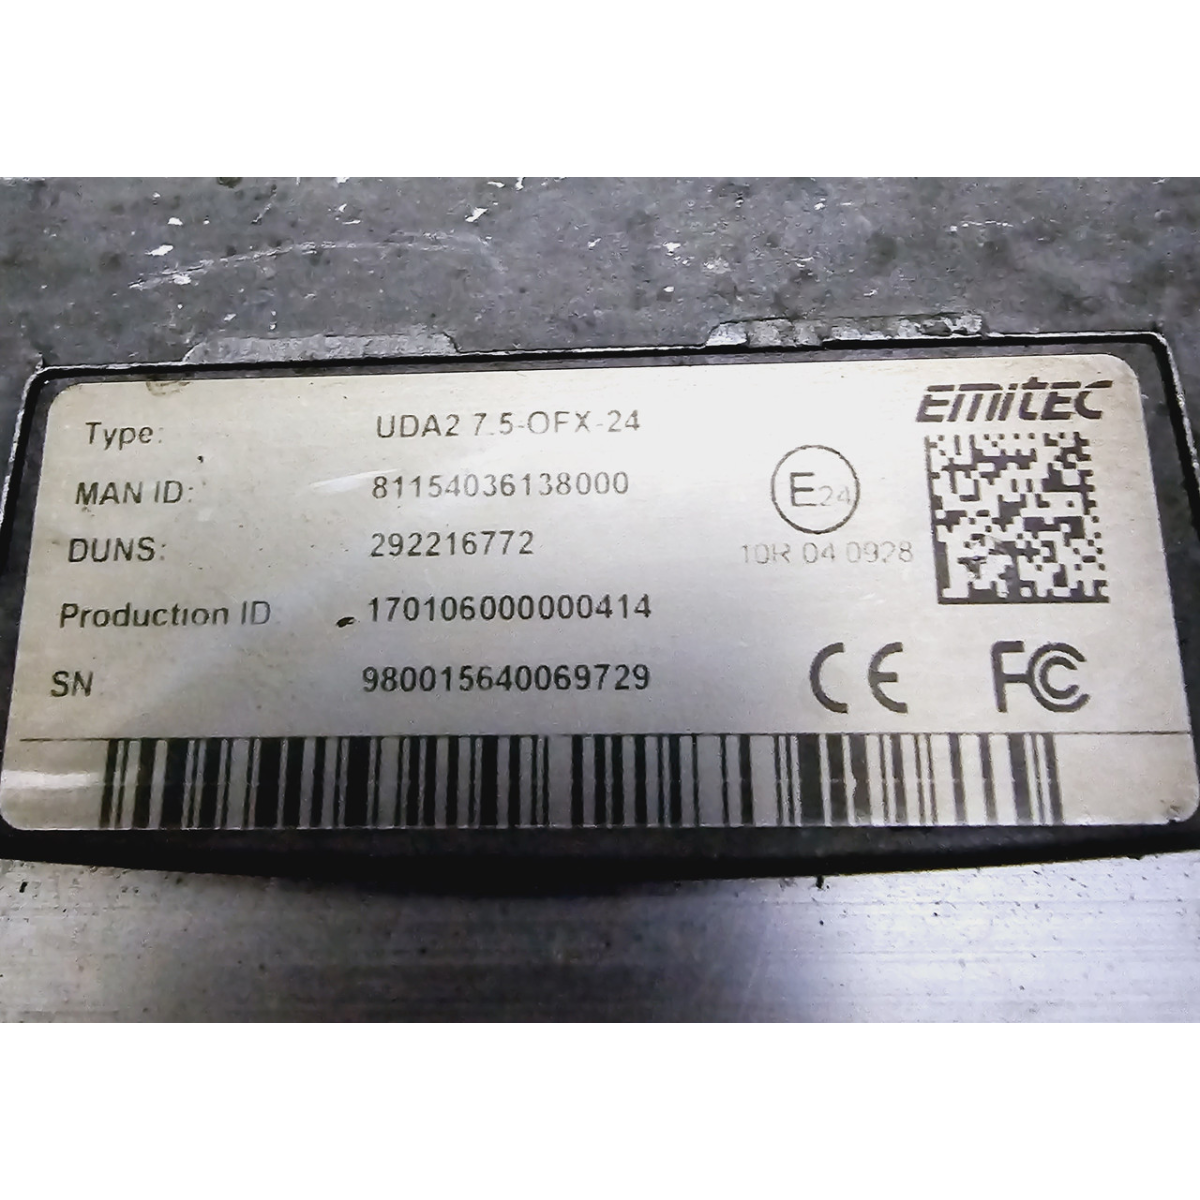 EMITEC
Type: UDA2 7.5-OFX-24
MAN ID: 81154036138000
E24
DUNS: 292216772
10R 04 0928
Production ID: 170106000000414
SN 980015640069729
CE FCC